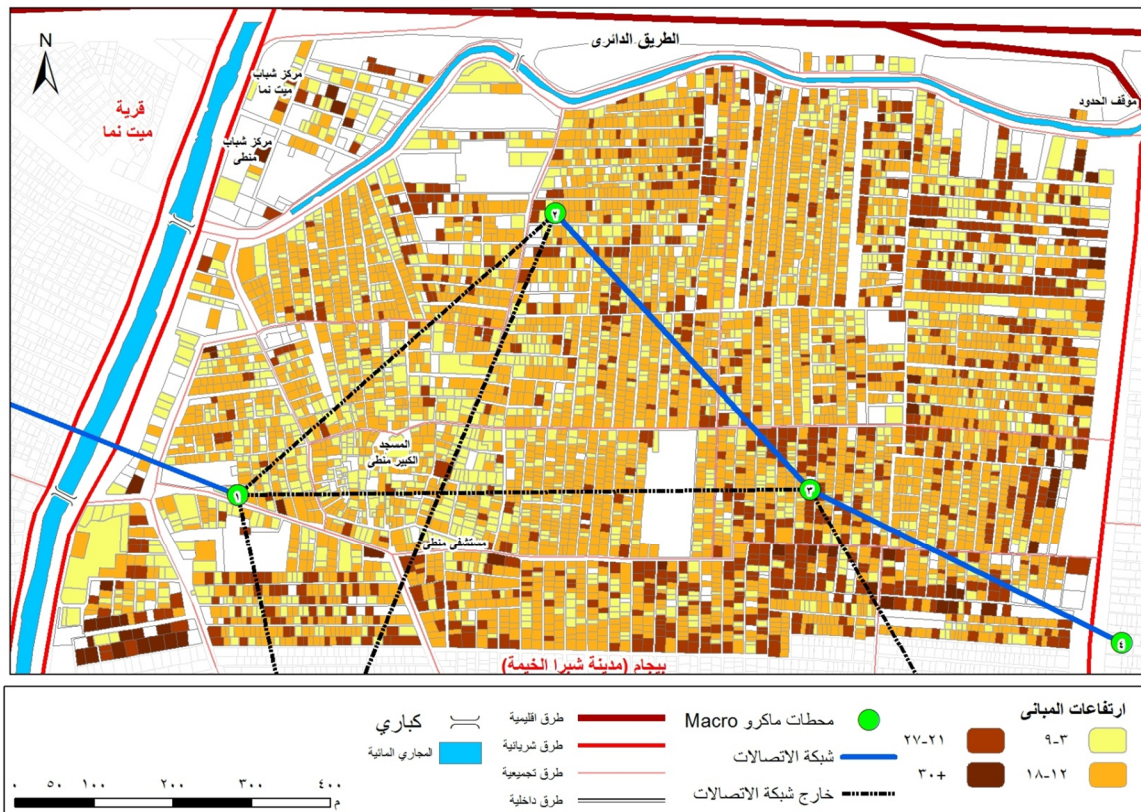 N
الطريق الدائرى
مركز شباب
ميت نما
موقف الحدود
قرية
ميت نما
مركز شباب
منطى
٢
المسجد
الكبير منطى
١
٣
مستشفى منطى
٤
بيجام (مدينة شبرا الخيمة)
ارتفاعات المبانى
٣-٩
٢١-٢٧
١٢-١٨
٣٠+
محطات ماكرو Macro
شبكة الاتصالات
خارج شبكة الاتصالات
طرق اقليمية
طرق شريانية
طرق تجميعية
طرق داخلية
كباري
المجاري المائية
٠ ٥٠ ١٠٠ ٢٠٠ ٣٠٠ ٤٠٠
م